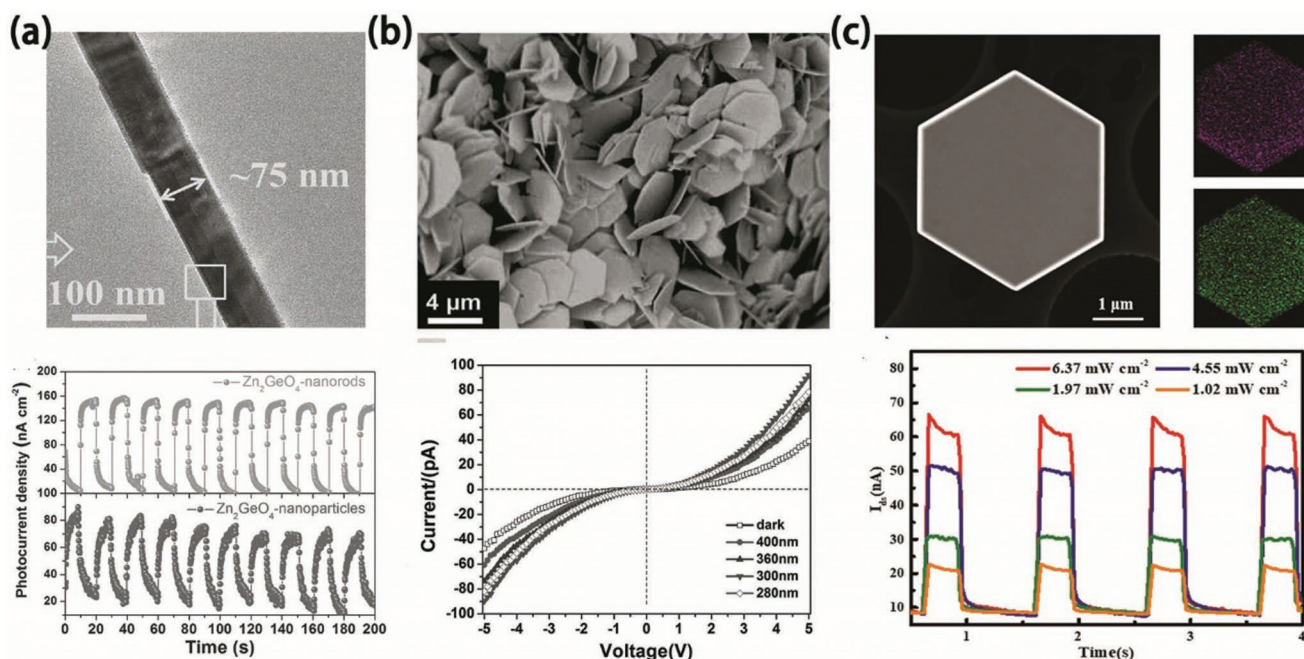 (a)
~75 nm
100 nm
(b)
4 μm
(c)
1 μm
Photocurrent density (nA cm⁻²)
Zn₂GeO₄-nanorods
160
120
80
40
100
Zn₂GeO₄-nanoparticles
80
60
40
20
0 20 40 60 80 100 120 140 160 180 200
Time (s)
Current/(pA)
100
80
60
40
20
0
-20
-40
-60
-80
-100
dark
400nm
360nm
300nm
280nm
-5 -4 -3 -2 -1 0 1 2 3 4 5
Voltage(V)
I_ds(nA)
6.37 mW cm⁻² 4.55 mW cm⁻²
1.97 mW cm⁻² 1.02 mW cm⁻²
80
70
60
50
40
30
20
10
1 2 3 4
Time(s)